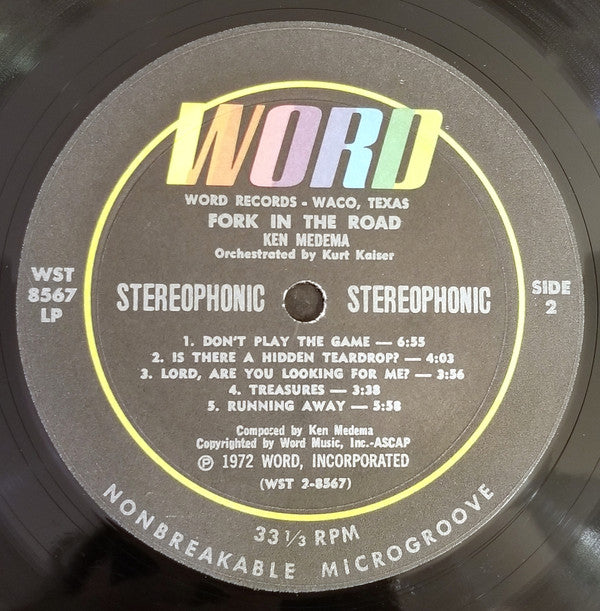 WORD
WORD RECORDS - WACO, TEXAS
FORK IN THE ROAD
KEN MEDEMA
Orchestrated by Kurt Kaiser
WST
8567
LP
STEREOPHONIC STEREOPHONIC
SIDE
2
1. DON'T PLAY THE GAME — 6:55
2. IS THERE A HIDDEN TEARDROP? — 4:03
3. LORD, ARE YOU LOOKING FOR ME? — 3:56
4. TREASURES — 3:38
5. RUNNING AWAY — 5:58
Composed by Ken Medema
Copyrighted by Word Music, Inc.-ASCAP
℗ 1972 WORD, INCORPORATED
(WST 2-8567)
33 1/3 RPM
NONBREAKABLE MICROGROOVE